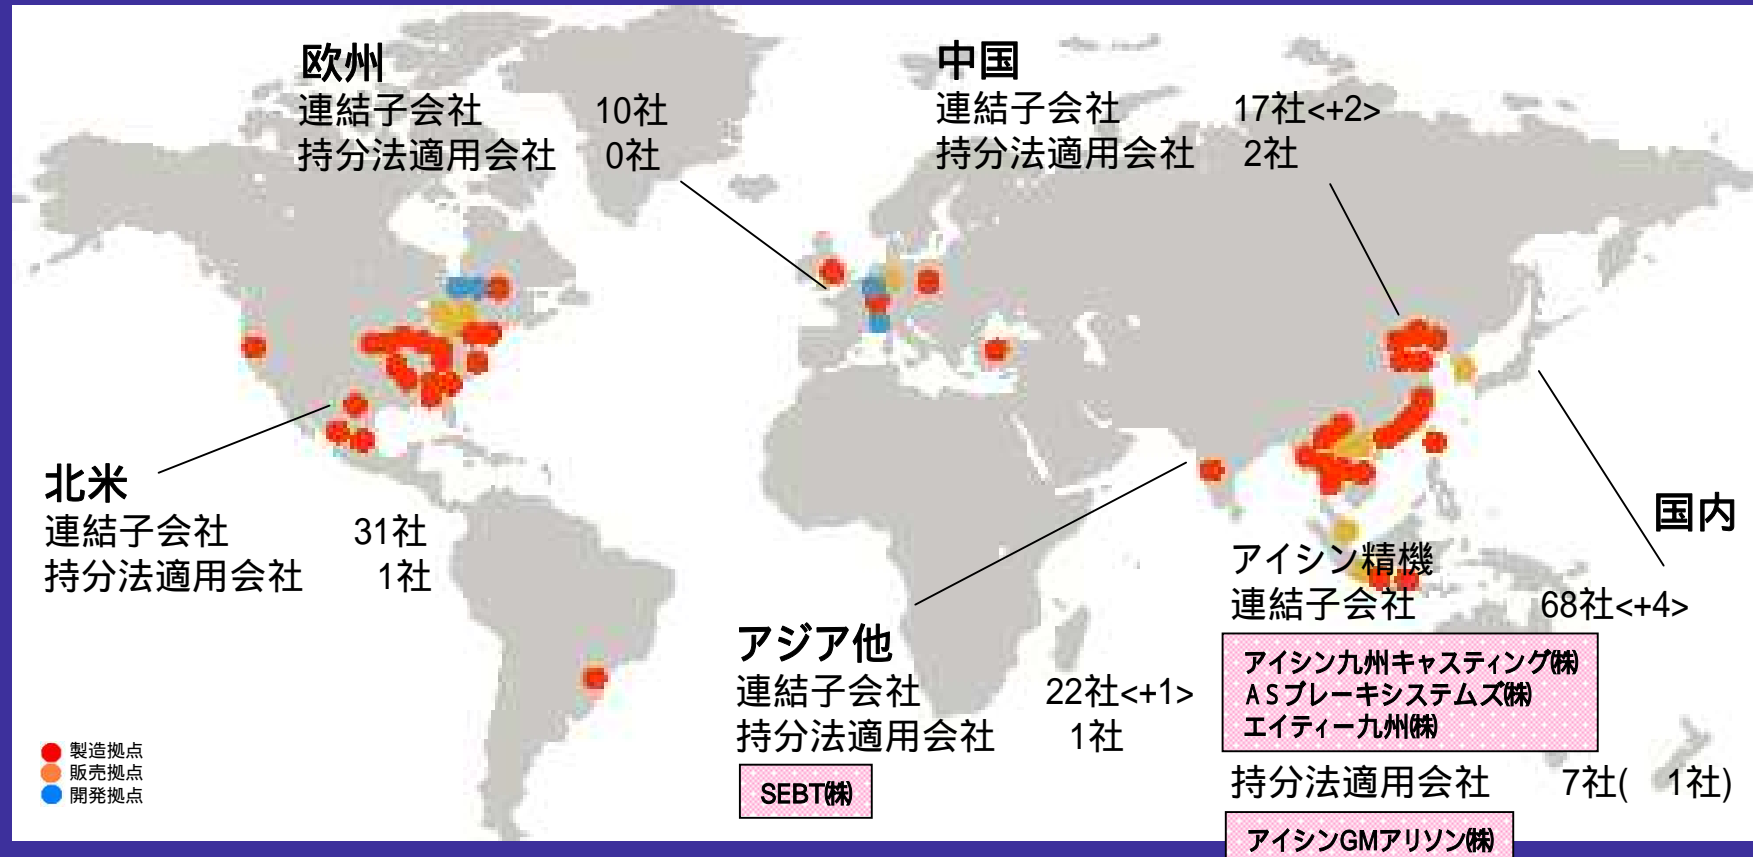 欧州
連結子会社 10社
持分法適用会社 0社
中国
連結子会社 17社<+2>
持分法適用会社 2社
北米
連結子会社 31社
持分法適用会社 1社
アジア他
連結子会社 22社<+1>
持分法適用会社 1社
SEBT㈱
国内
アイシン精機
連結子会社 68社<+4>
アイシン九州キャスティング㈱
ASブレーキシステムズ㈱
エイティー九州㈱
持分法適用会社 7社( 1社)
アイシンGMアリソン㈱
製造拠点
販売拠点
開発拠点